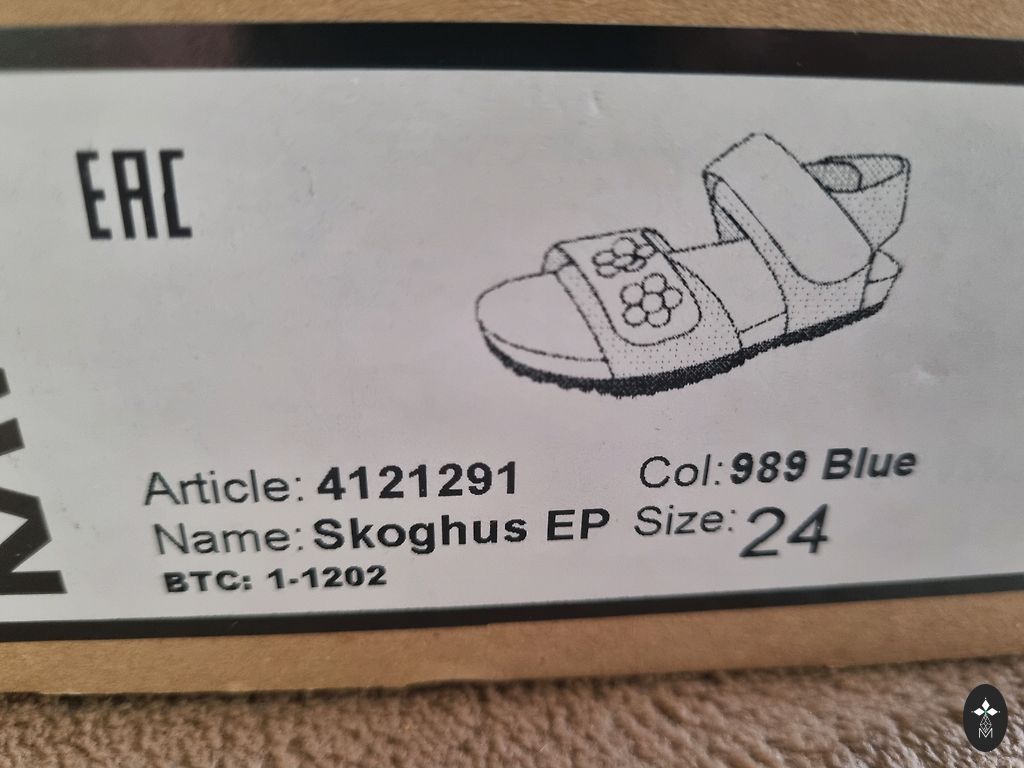 EAC
Article: 4121291 Col: 989 Blue
Name: Skoghus EP Size: 24
BTC: 1-1202